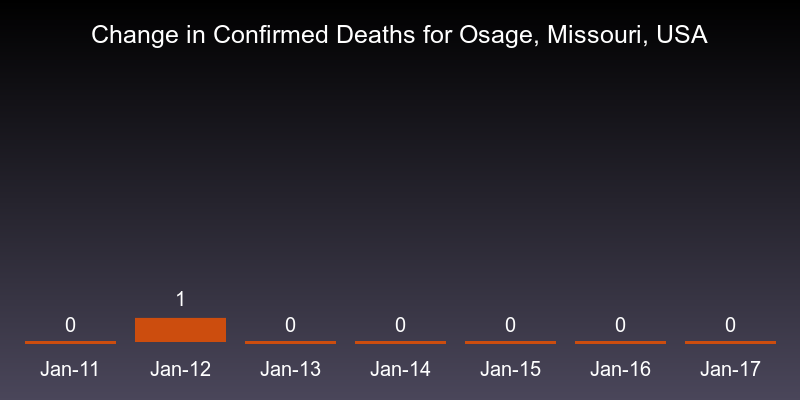 Change in Confirmed Deaths for Osage, Missouri, USA
0 1 0 0 0 0 0
Jan-11 Jan-12 Jan-13 Jan-14 Jan-15 Jan-16 Jan-17